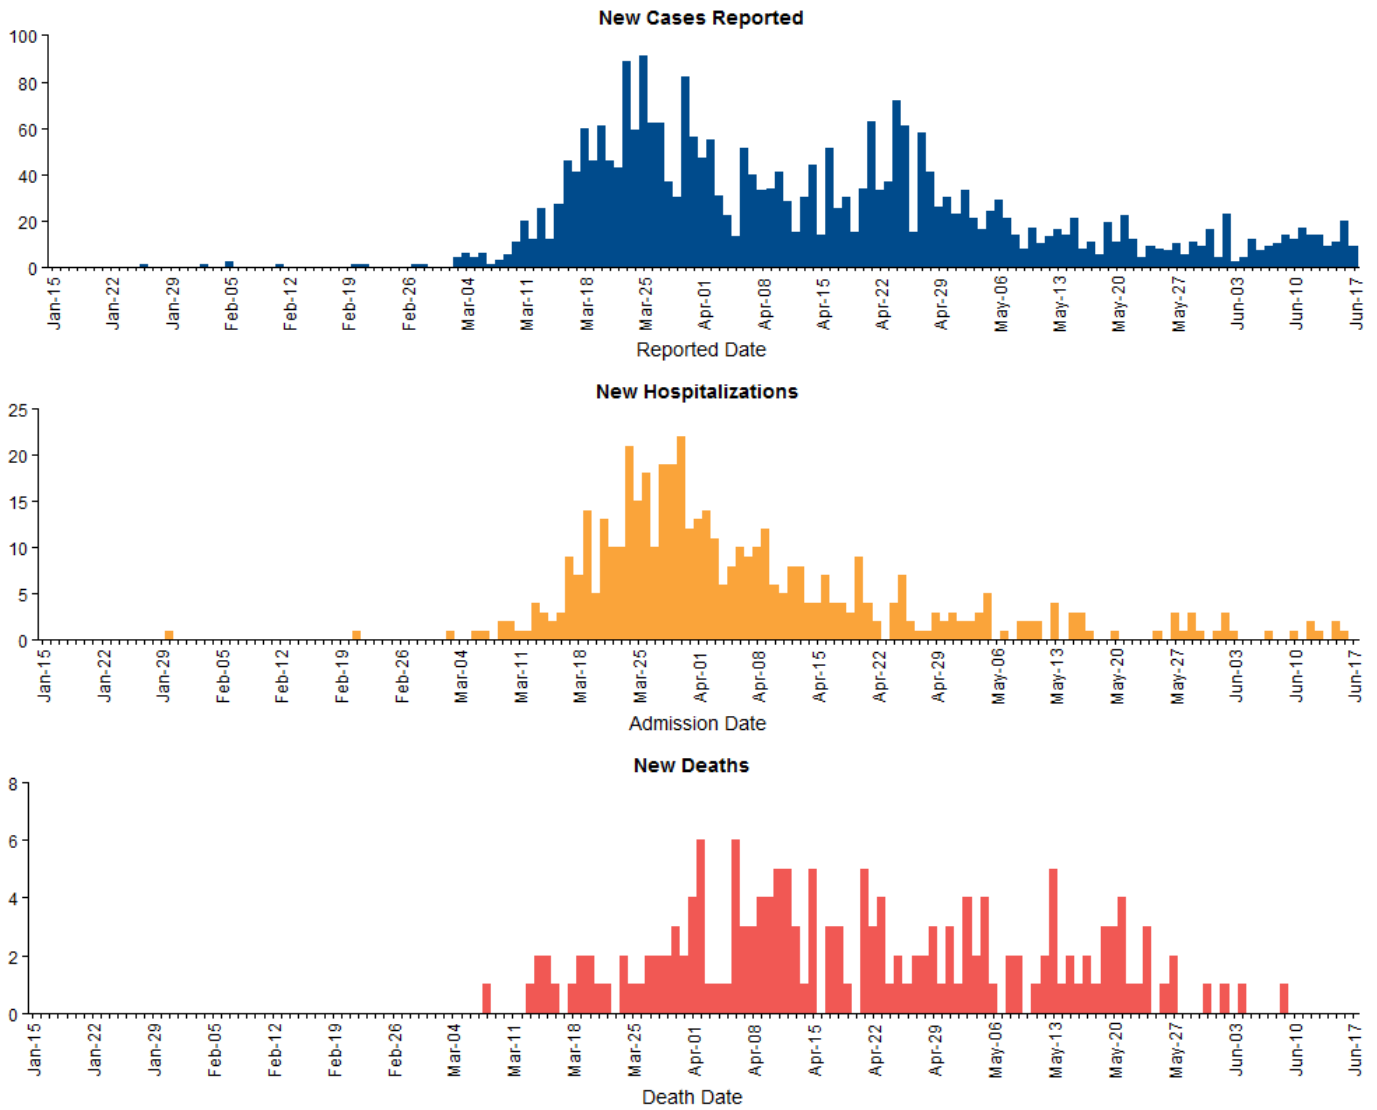 New Cases Reported
100
80
60
40
20
0
Jan-15 Jan-22 Jan-29 Feb-05 Feb-12 Feb-19 Feb-26 Mar-04 Mar-11 Mar-18 Mar-25 Apr-01 Apr-08 Apr-15 Apr-22 Apr-29 May-06 May-13 May-20 May-27 Jun-03 Jun-10 Jun-17
Reported Date
New Hospitalizations
25
20
15
10
5
0
Jan-15 Jan-22 Jan-29 Feb-05 Feb-12 Feb-19 Feb-26 Mar-04 Mar-11 Mar-18 Mar-25 Apr-01 Apr-08 Apr-15 Apr-22 Apr-29 May-06 May-13 May-20 May-27 Jun-03 Jun-10 Jun-17
Admission Date
New Deaths
8
6
4
2
0
Jan-15 Jan-22 Jan-29 Feb-05 Feb-12 Feb-19 Feb-26 Mar-04 Mar-11 Mar-18 Mar-25 Apr-01 Apr-08 Apr-15 Apr-22 Apr-29 May-06 May-13 May-20 May-27 Jun-03 Jun-10 Jun-17
Death Date